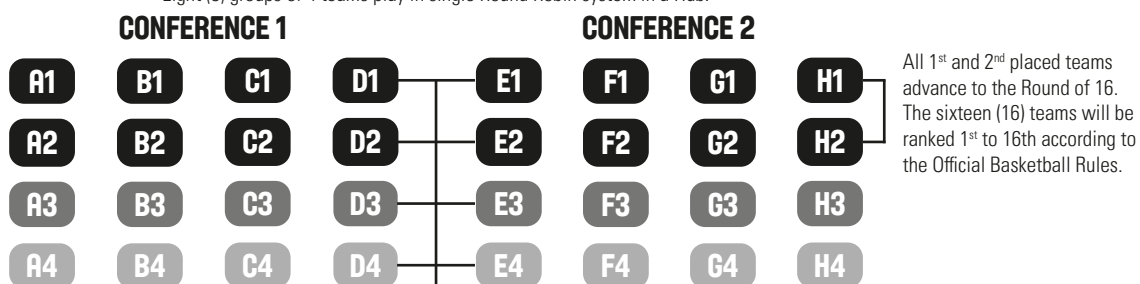 Eight (8) groups of 4 teams play in single Round Robin system in a Hub.
CONFERENCE 1 CONFERENCE 2
A1 B1 C1 D1 E1 F1 G1 H1
A2 B2 C2 D2 E2 F2 G2 H2
A3 B3 C3 D3 E3 F3 G3 H3
A4 B4 C4 D4 E4 F4 G4 H4
All 1st and 2nd placed teams
advance to the Round of 16.
The sixteen (16) teams will be
ranked 1st to 16th according to
the Official Basketball Rules.